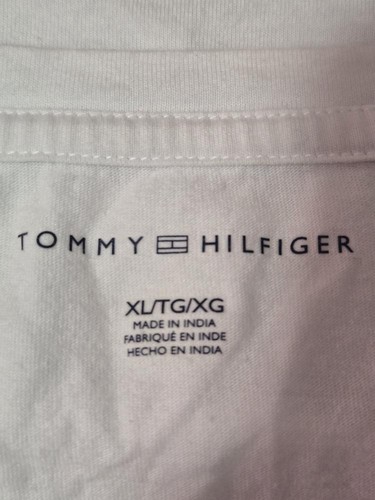 TOMMY HILFIGER
XL/TG/XG
MADE IN INDIA
FABRIQUÉ EN INDE
HECHO EN INDIA